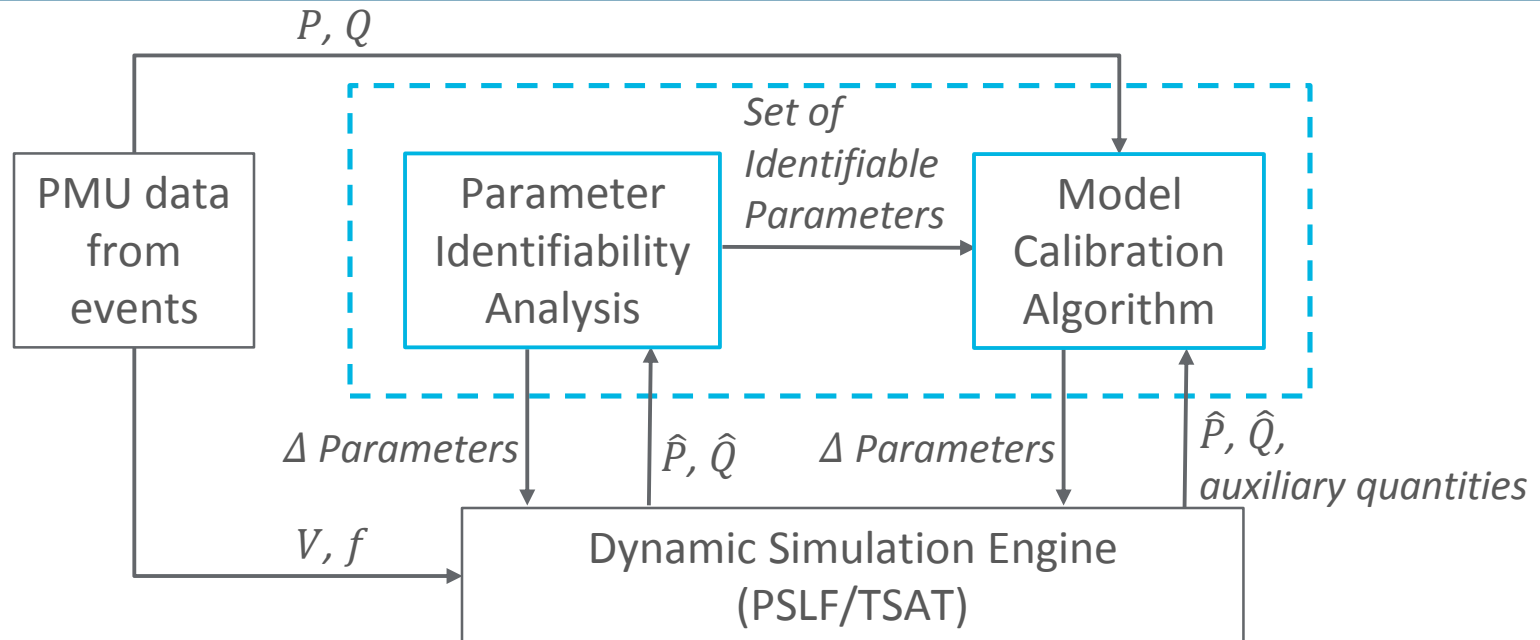 P, Q
PMU data
from
events
Parameter
Identifiability
Analysis
Set of
Identifiable
Parameters
Model
Calibration
Algorithm
Δ Parameters
P̂, Q̂
Δ Parameters
P̂, Q̂,
auxiliary quantities
V, f
Dynamic Simulation Engine
(PSLF/TSAT)